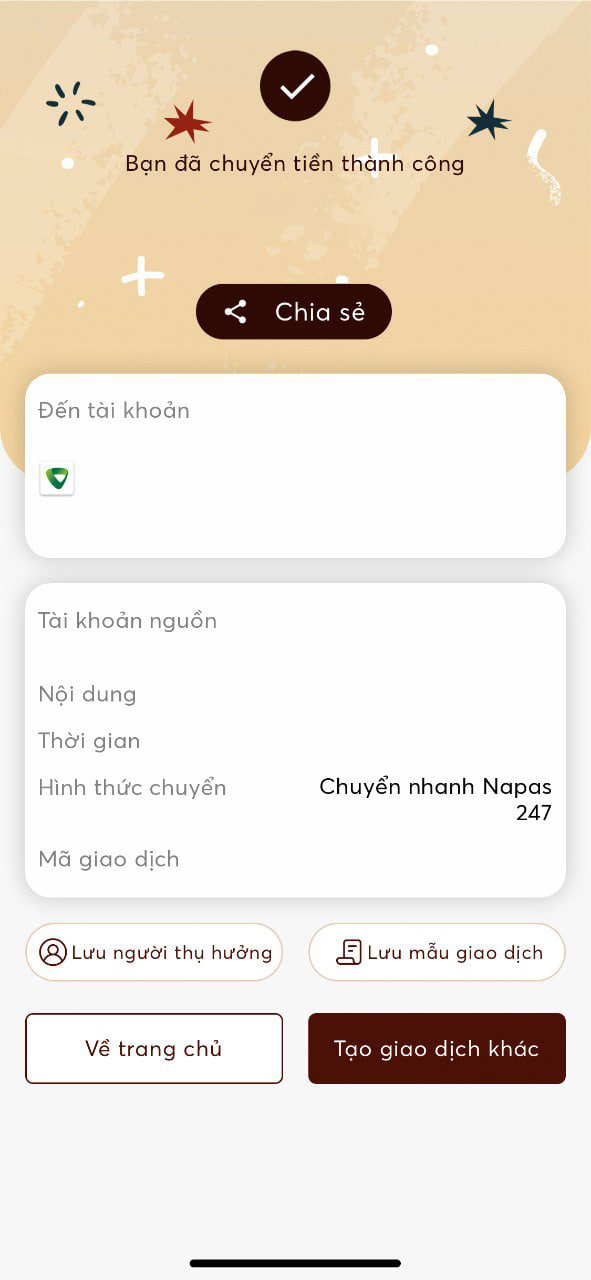 Bạn đã chuyển tiền thành công
Chia sẻ
Đến tài khoản
Tài khoản nguồn
Nội dung
Thời gian
Hình thức chuyển Chuyển nhanh Napas
247
Mã giao dịch
Lưu người thụ hưởng Lưu mẫu giao dịch
Về trang chủ Tạo giao dịch khác